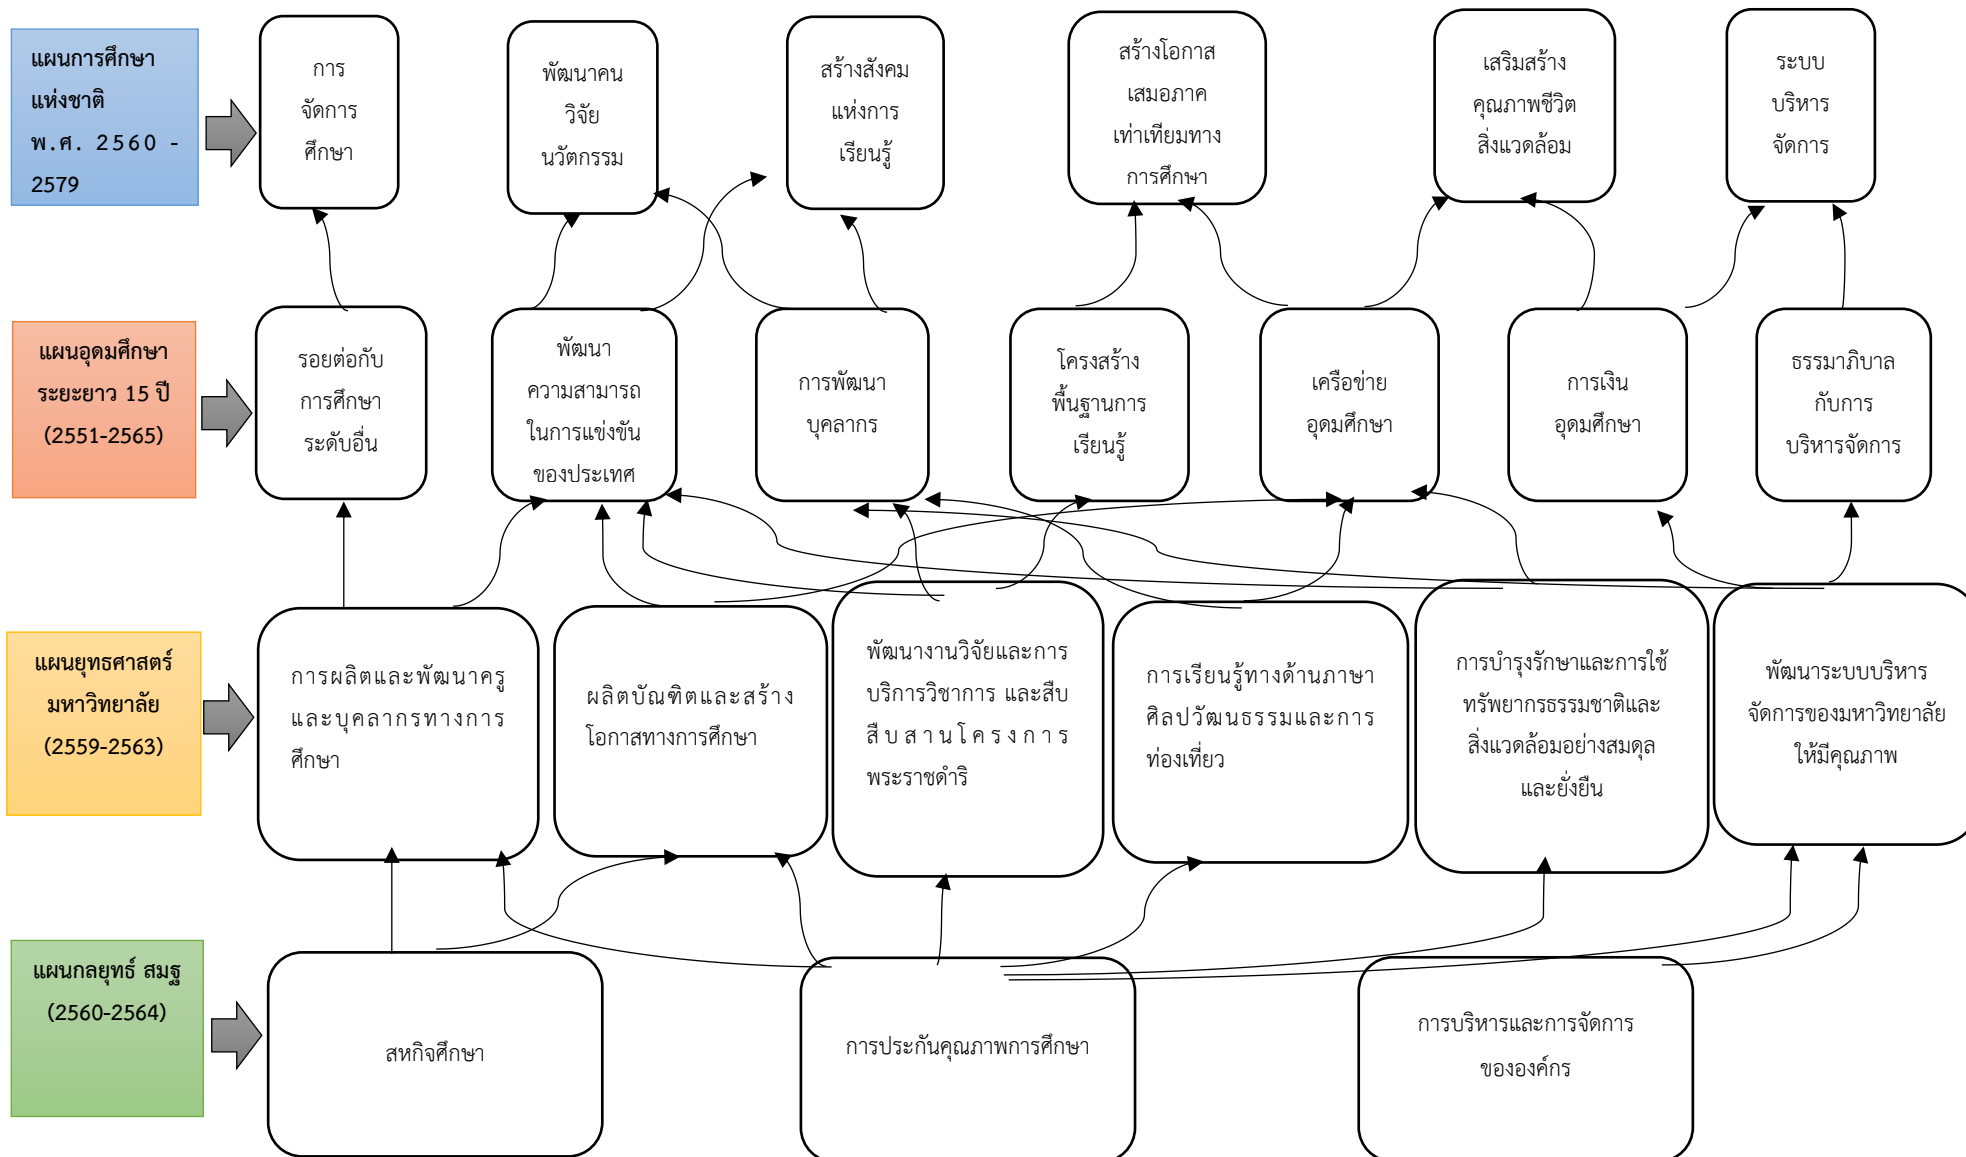 แผนการศึกษา
แห่งชาติ
พ.ศ. 2560 -
2579
การ
จัดการ
ศึกษา
พัฒนาคน
วิจัย
นวัตกรรม
สร้างสังคม
แห่งการ
เรียนรู้
สร้างโอกาส
เสมอภาค
เท่าเทียมทาง
การศึกษา
เสริมสร้าง
คุณภาพชีวิต
สิ่งแวดล้อม
ระบบ
บริหาร
จัดการ
แผนอุดมศึกษา
ระยะยาว 15 ปี
(2551-2565)
รอยต่อกับ
การศึกษา
ระดับอื่น
พัฒนา
ความสามารถ
ในการแข่งขัน
ของประเทศ
การพัฒนา
บุคลากร
โครงสร้าง
พื้นฐานการ
เรียนรู้
เครือข่าย
อุดมศึกษา
การเงิน
อุดมศึกษา
ธรรมาภิบาล
กับการ
บริหารจัดการ
แผนยุทธศาสตร์
มหาวิทยาลัย
(2559-2563)
การผลิตและพัฒนาครู
และบุคลากรทางการ
ศึกษา
ผลิตบัณฑิตและสร้าง
โอกาสทางการศึกษา
พัฒนางานวิจัยและการ
บริการวิชาการ และสืบ
สืบสานโครงการ
พระราชดำริ
การเรียนรู้ทางด้านภาษา
ศิลปวัฒนธรรมและการ
ท่องเที่ยว
การบำรุงรักษาและการใช้
ทรัพยากรธรรมชาติและ
สิ่งแวดล้อมอย่างสมดุล
และยั่งยืน
พัฒนาระบบบริหาร
จัดการของมหาวิทยาลัย
ให้มีคุณภาพ
แผนกลยุทธ์ สมฐ
(2560-2564)
สหกิจศึกษา
การประกันคุณภาพการศึกษา
การบริหารและการจัดการ
ขององค์กร